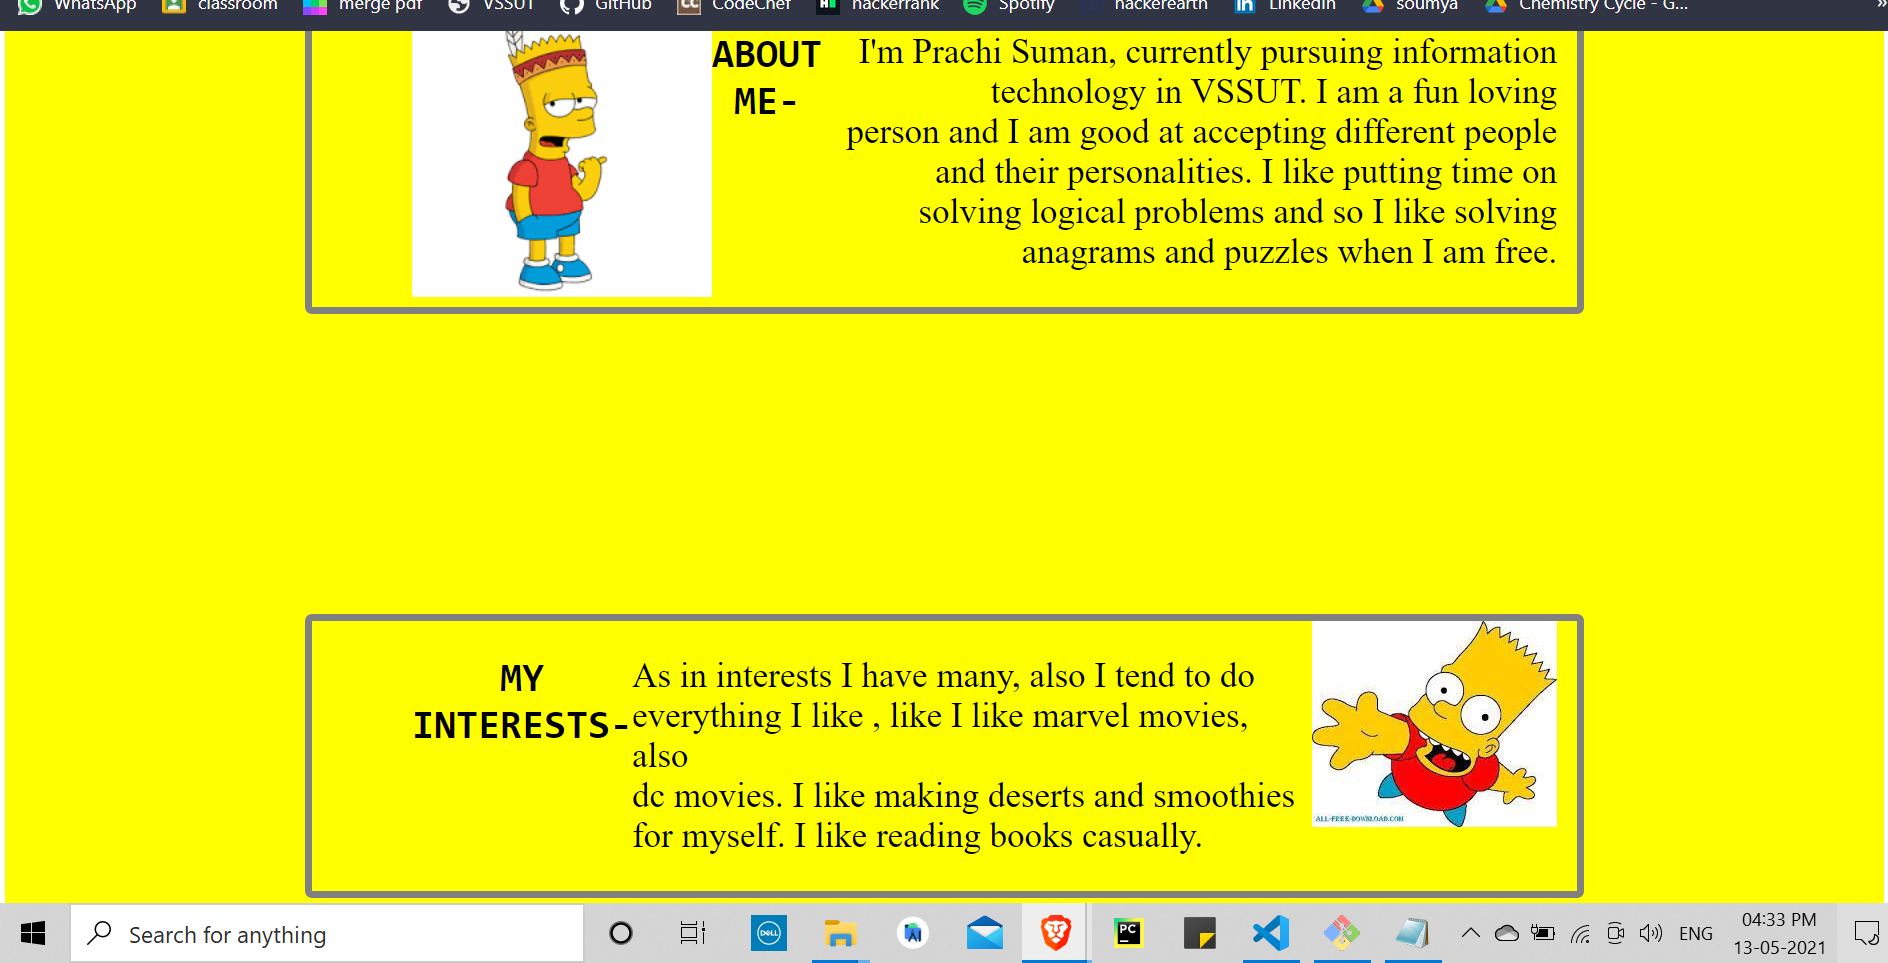 WhatsApp classroom merge pdf VSSUT GitHub CodeChef hackerrank Spotify hackerearth LinkedIn soumya Chemistry Cycle - G... »
ABOUT
ME-
I'm Prachi Suman, currently pursuing information
technology in VSSUT. I am a fun loving
person and I am good at accepting different people
and their personalities. I like putting time on
solving logical problems and so I like solving
anagrams and puzzles when I am free.
MY
INTERESTS-
As in interests I have many, also I tend to do
everything I like , like I like marvel movies,
also
dc movies. I like making deserts and smoothies
for myself. I like reading books casually.
ALL-FREE-DOWNLOAD.COM
Search for anything
DELL
PC
ENG
04:33 PM
13-05-2021